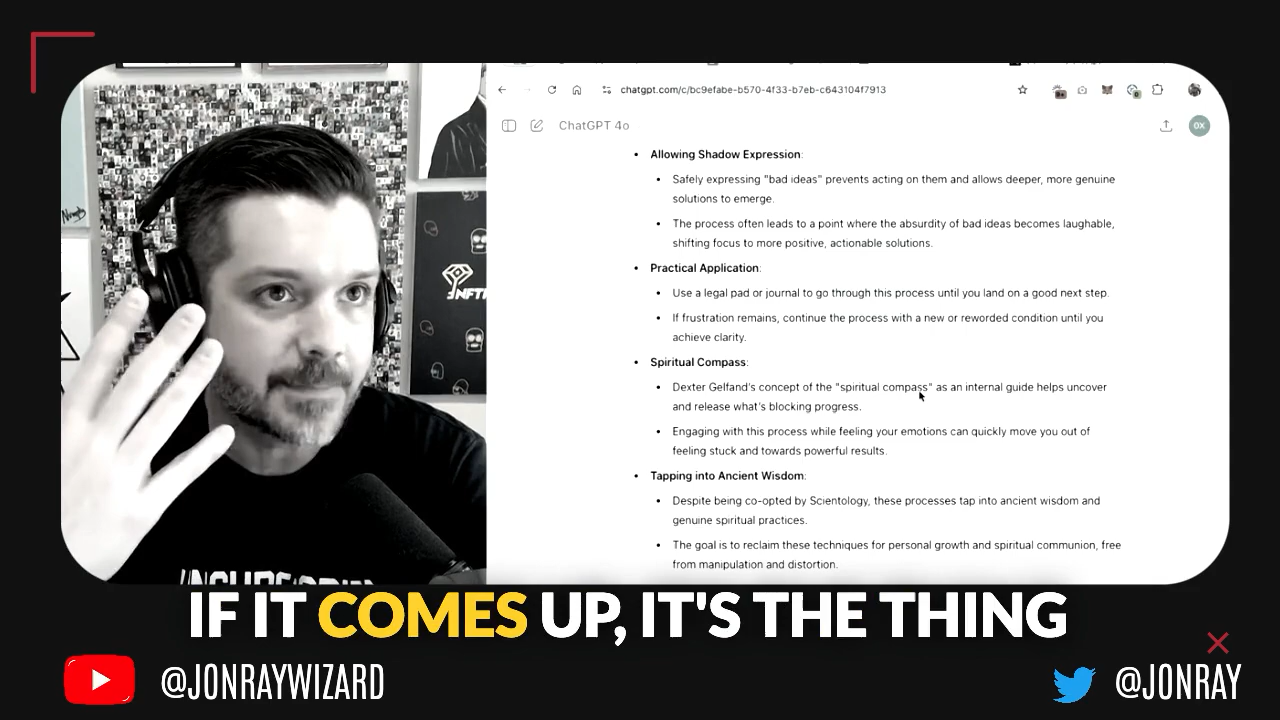 chatgpt.com/c/bc9efabe-b570-4f33-b7eb-c643104f7913
ChatGPT 4o
OX
Allowing Shadow Expression:
Safely expressing "bad ideas" prevents acting on them and allows deeper, more genuine
solutions to emerge.
The process often leads to a point where the absurdity of bad ideas becomes laughable,
shifting focus to more positive, actionable solutions.
Practical Application:
Use a legal pad or journal to go through this process until you land on a good next step.
If frustration remains, continue the process with a new or reworded condition until you
achieve clarity.
Spiritual Compass:
Dexter Gelfand's concept of the "spiritual compass" as an internal guide helps uncover
and release what's blocking progress.
Engaging with this process while feeling your emotions can quickly move you out of
feeling stuck and towards powerful results.
Tapping into Ancient Wisdom:
Despite being co-opted by Scientology, these processes tap into ancient wisdom and
genuine spiritual practices.
The goal is to reclaim these techniques for personal growth and spiritual communion, free
from manipulation and distortion.
IF IT COMES UP, IT'S THE THING
@JONRAYWIZARD
@JONRAY